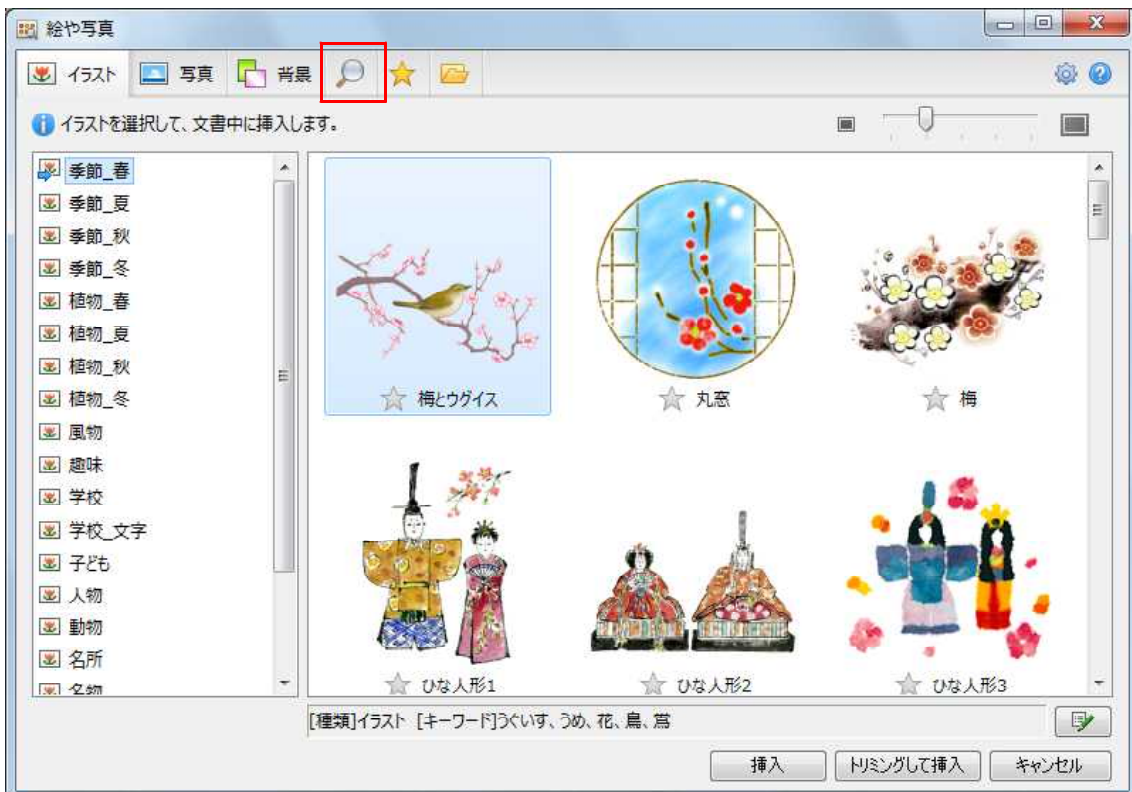 絵や写真
イラスト 写真 背景
イラストを選択して、文書中に挿入します。
季節_春
季節_夏
季節_秋
季節_冬
植物_春
植物_夏
植物_秋
植物_冬
風物
趣味
学校
学校_文字
子ども
人物
動物
名所
名物
梅とウグイス 丸窓 梅
ひな人形1 ひな人形2 ひな人形3
[種類]イラスト [キーワード]うぐいす、うめ、花、鳥、鴬
挿入 トリミングして挿入 キャンセル